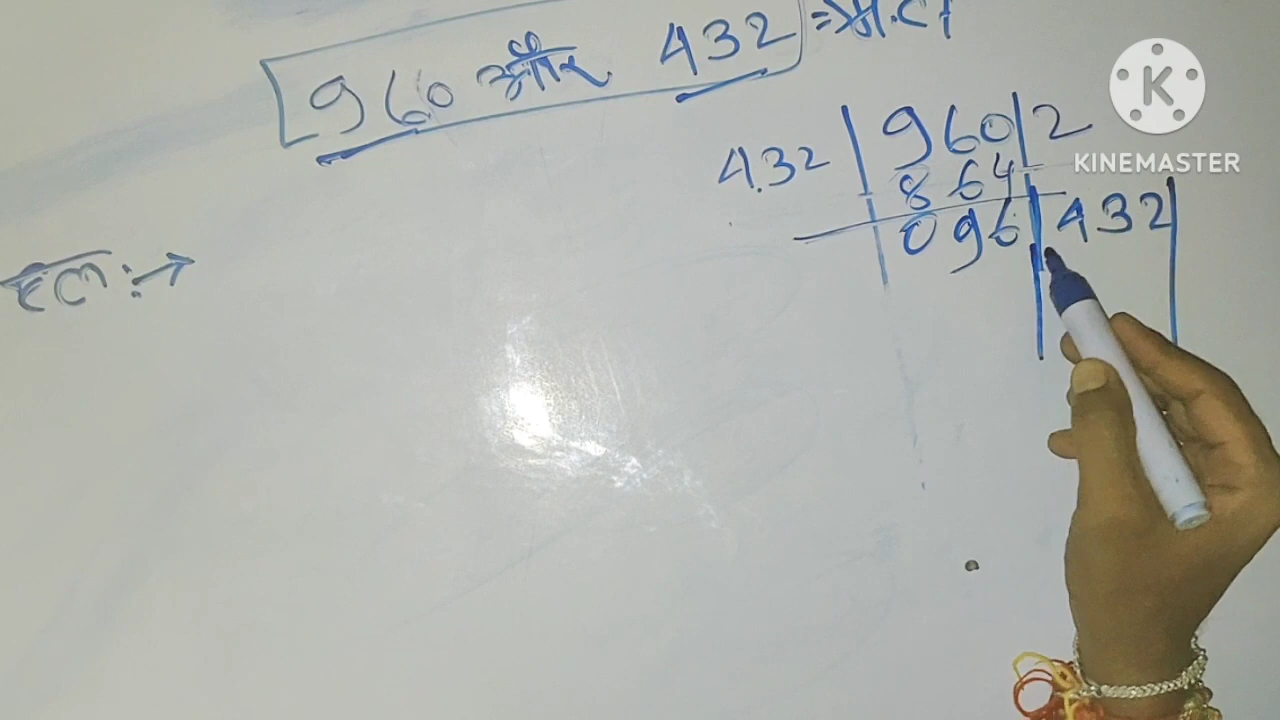 960 और 432 = म.स
432 | 960 | 2
864
096 | 432 |
हल :→
K
KINEMASTER